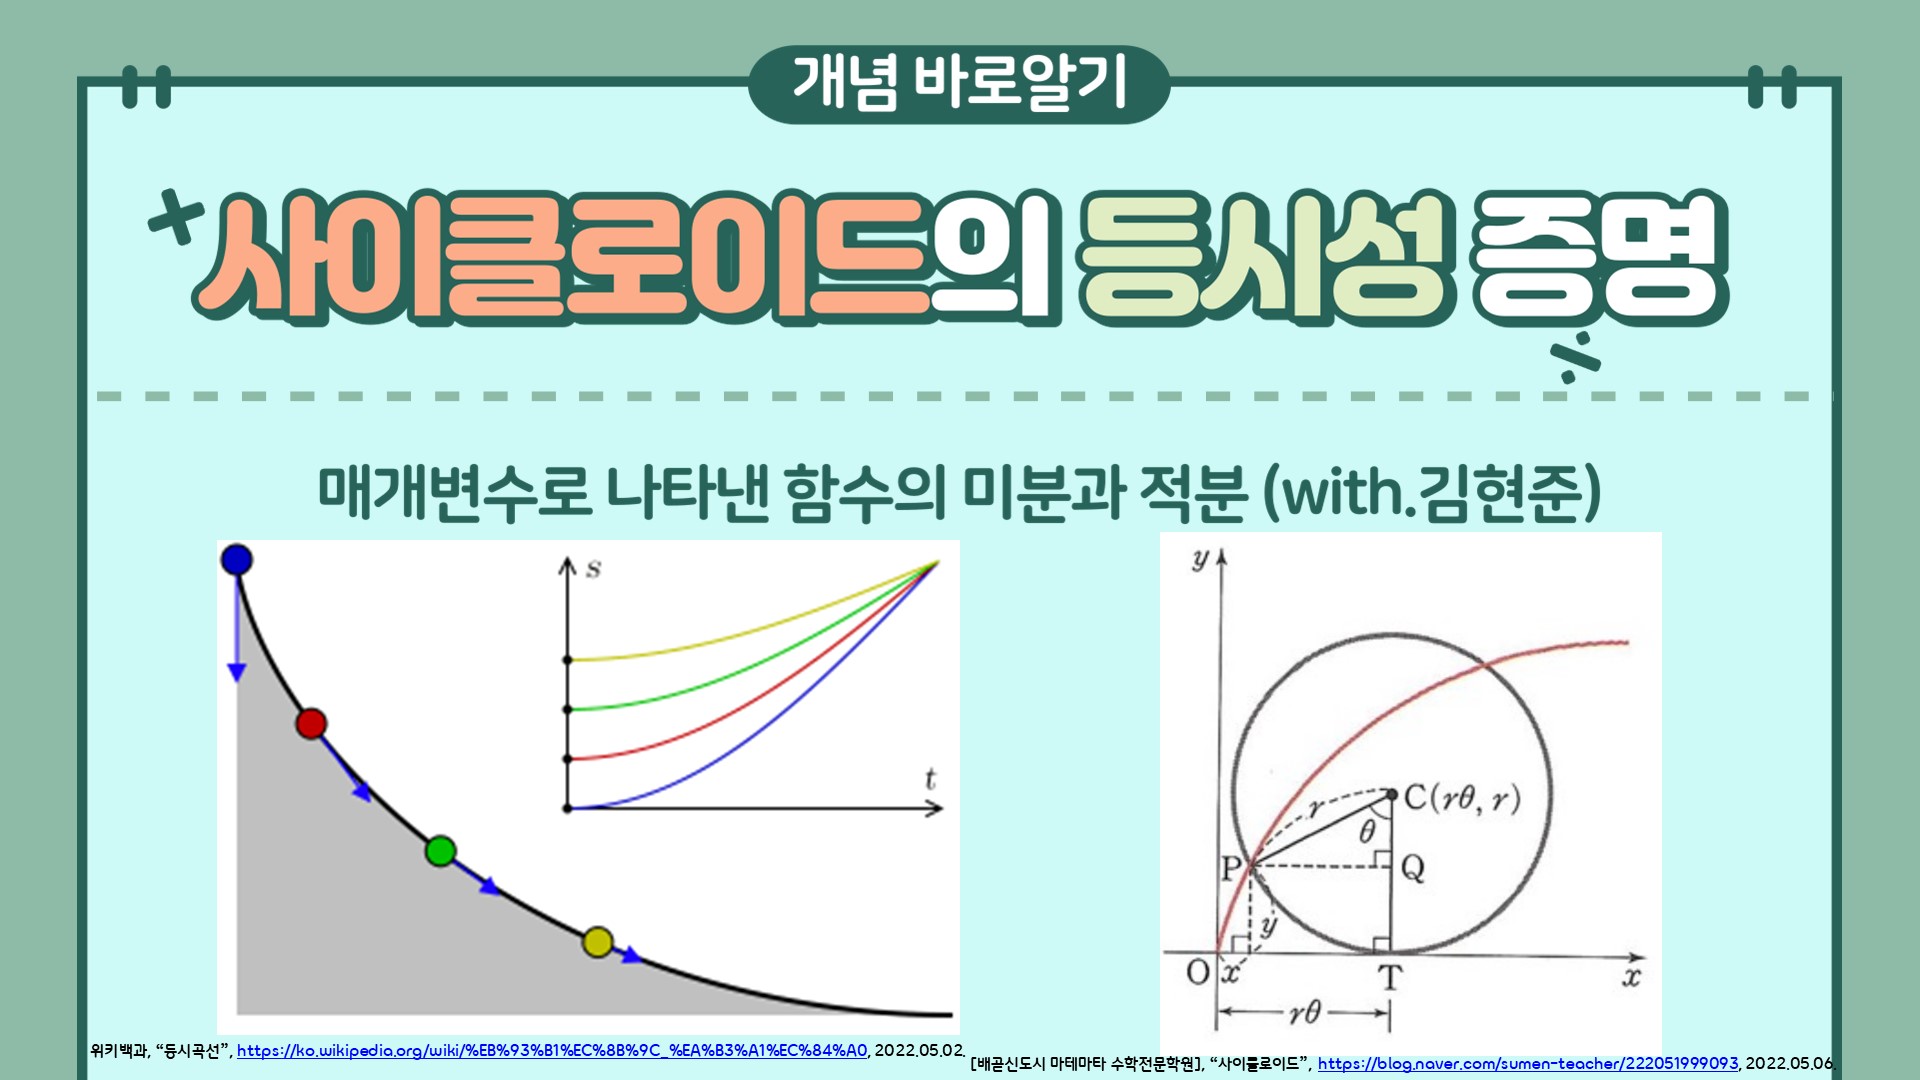 개념 바로알기
사이클로이드의 등시성 증명
매개변수로 나타낸 함수의 미분과 적분 (with.김현준)
s
t
y
r
C(rθ, r)
θ
P
Q
y
O
x
T
x
rθ
위키백과, “등시곡선”, https://ko.wikipedia.org/wiki/%EB%93%B1%EC%8B%9C_%EA%B3%A1%EC%84%A0, 2022.05.02.
[배곧신도시 마테마타 수학전문학원], “사이클로이드”, https://blog.naver.com/sumen-teacher/222051999093, 2022.05.06.